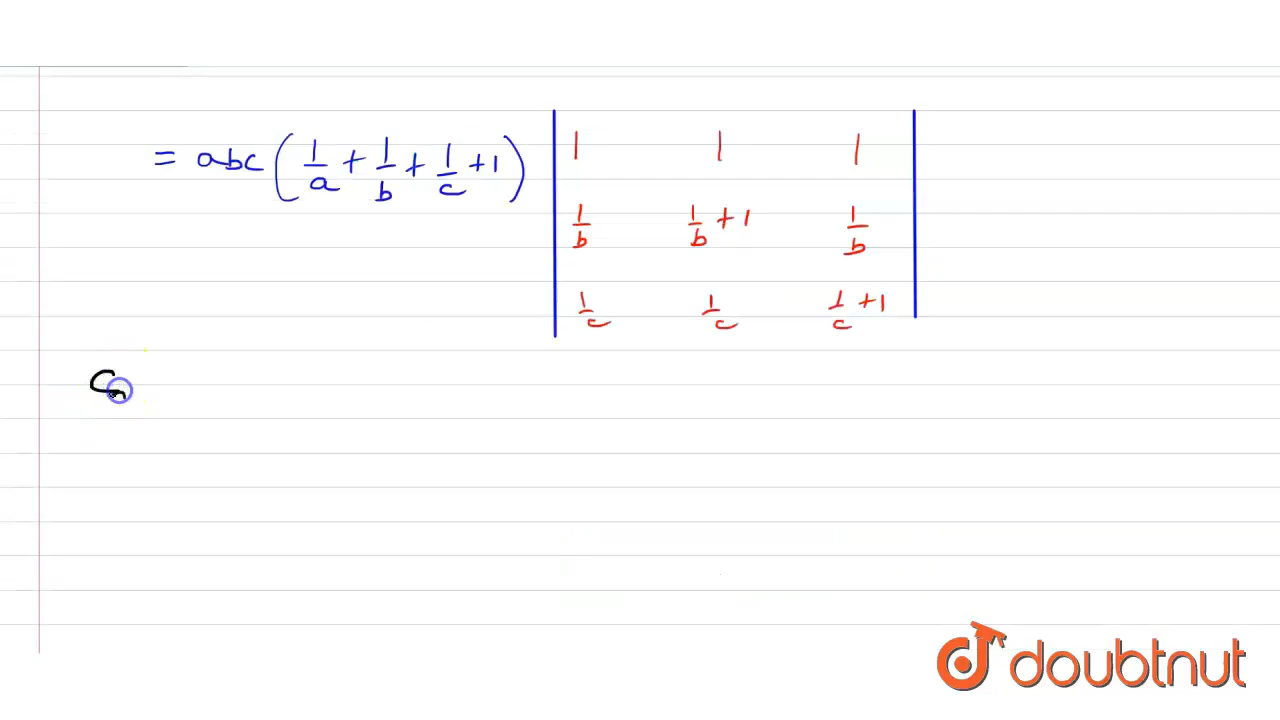 = abc (1/a + 1/b + 1/c + 1) | 1 1 1 |
| 1/b 1/b + 1 1/b |
| 1/c 1/c 1/c + 1 |
C
doubtnut